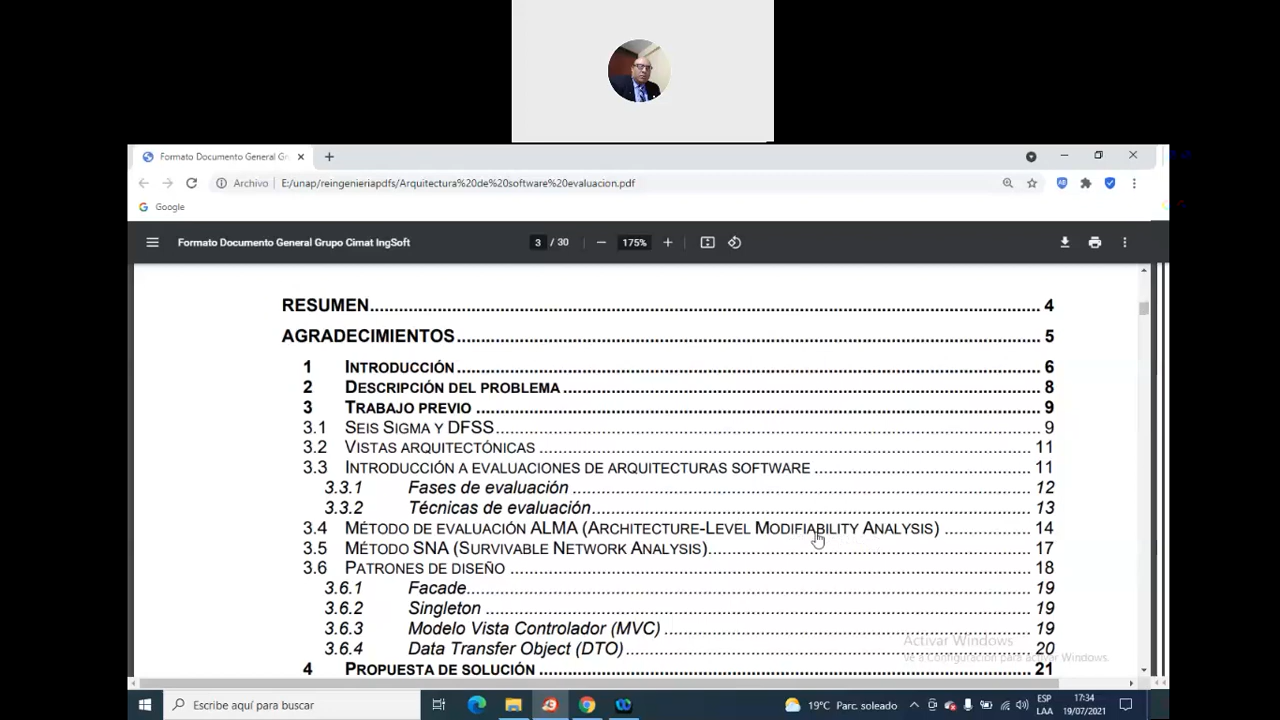 Formato Documento General Gr
Archivo E:/unap/reingenieriapdfs/Arquitectura%20de%20software%20evaluacion.pdf
Google
Formato Documento General Grupo Cimat IngSoft 3 / 30 175%
RESUMEN 4
AGRADECIMIENTOS 5
1 INTRODUCCIÓN 6
2 DESCRIPCIÓN DEL PROBLEMA 8
3 TRABAJO PREVIO 9
3.1 SEIS SIGMA Y DFSS 9
3.2 VISTAS ARQUITECTÓNICAS 11
3.3 INTRODUCCIÓN A EVALUACIONES DE ARQUITECTURAS SOFTWARE 11
3.3.1 Fases de evaluación 12
3.3.2 Técnicas de evaluación 13
3.4 MÉTODO DE EVALUACIÓN ALMA (ARCHITECTURE-LEVEL MODIFIABILITY ANALYSIS) 14
3.5 MÉTODO SNA (SURVIVABLE NETWORK ANALYSIS) 17
3.6 PATRONES DE DISEÑO 18
3.6.1 Facade 19
3.6.2 Singleton 19
3.6.3 Modelo Vista Controlador (MVC) 19
3.6.4 Data Transfer Object (DTO) 20
4 PROPUESTA DE SOLUCIÓN 21
Activar Windows
Ve a Configuración para activar Windows.
Escribe aquí para buscar
19°C Parc. soleado
ESP
LAA
17:34
19/07/2021